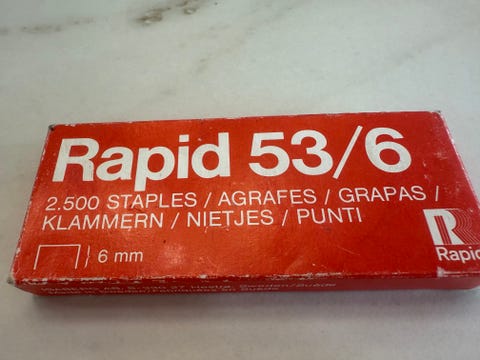 Rapid 53/6
2.500 STAPLES / AGRAFES / GRAPAS /
KLAMMERN / NIETJES / PUNTI
6 mm
R
Rapid